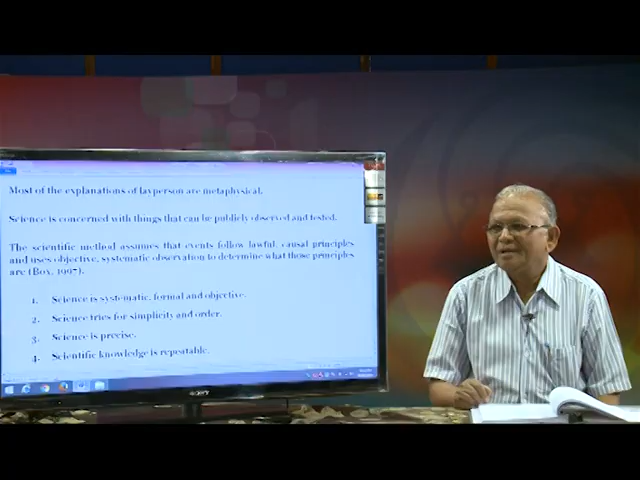 Most of the explanations of layperson are metaphysical.
Science is concerned with things that can be publicly observed and tested.
The scientific method assumes that events follow lawful, causal principles
and uses objective, systematic observation to determine what those principles
are (Box, 1997).
1. Science is systematic, formal and objective.
2. Science tries for simplicity and order.
3. Science is precise.
4. Scientific knowledge is repeatable.
acer